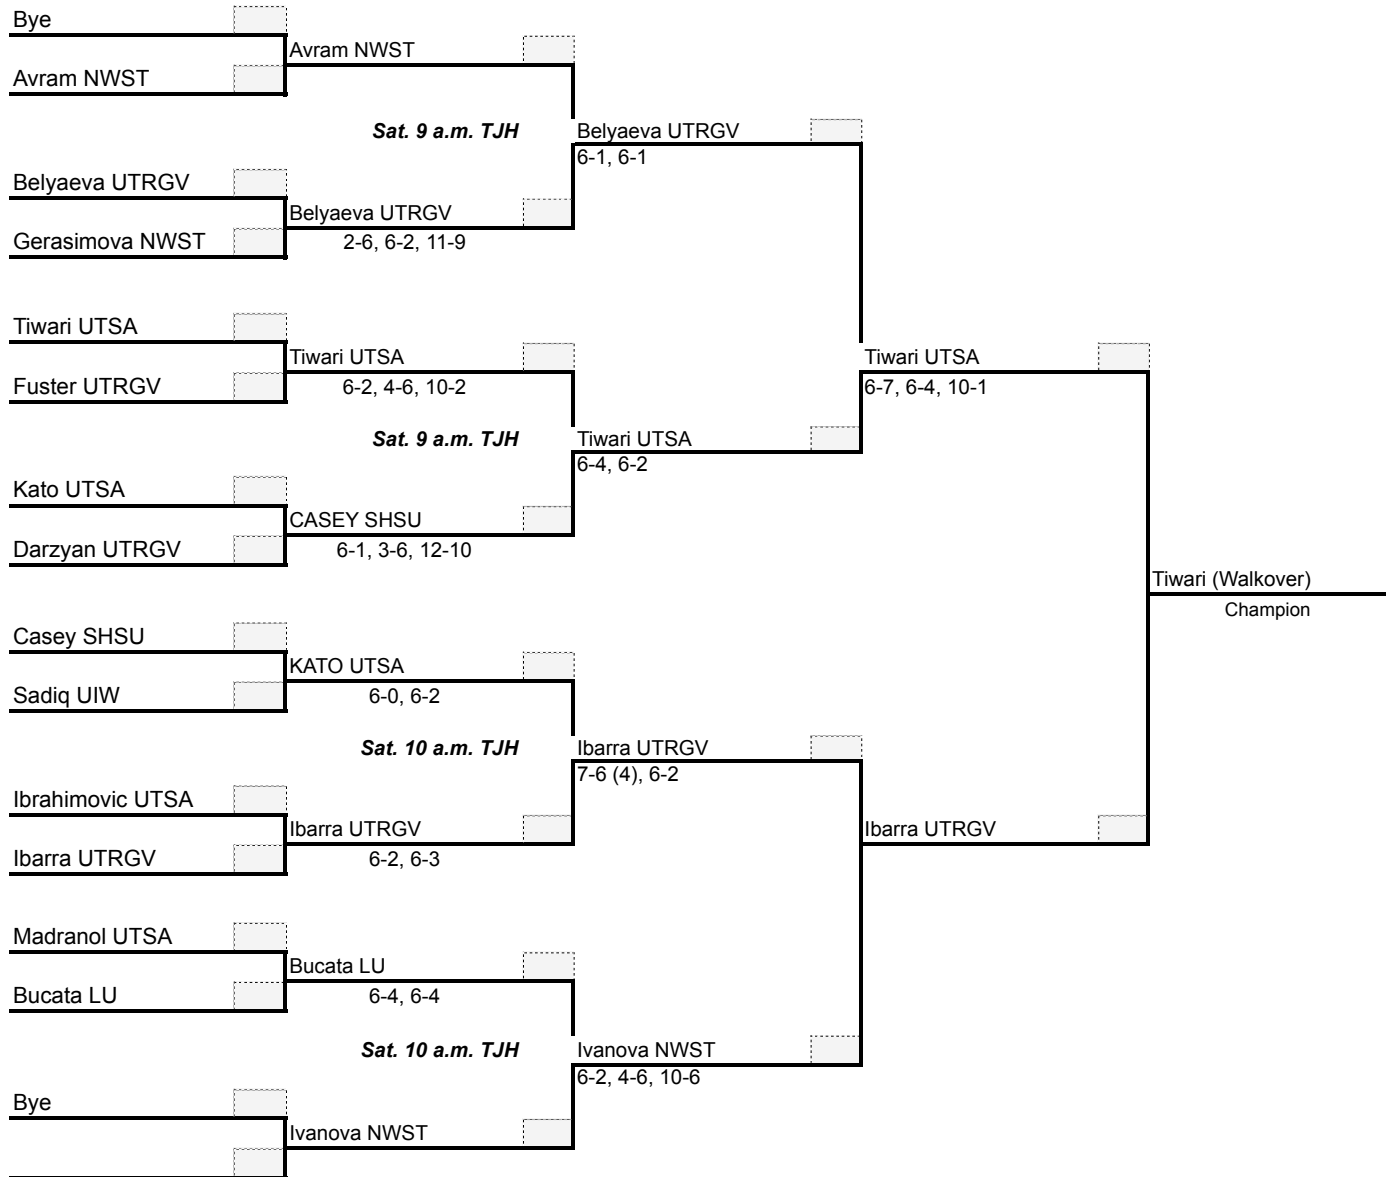 Bye
Avram NWST
Avram NWST
Sat. 9 a.m. TJH
Belyaeva UTRGV
6-1, 6-1
Belyaeva UTRGV
Belyaeva UTRGV
2-6, 6-2, 11-9
Gerasimova NWST
Tiwari UTSA
Tiwari UTSA
6-2, 4-6, 10-2
Fuster UTRGV
Tiwari UTSA
6-7, 6-4, 10-1
Sat. 9 a.m. TJH
Tiwari UTSA
6-4, 6-2
Kato UTSA
CASEY SHSU
6-1, 3-6, 12-10
Darzyan UTRGV
Tiwari (Walkover)
Champion
Casey SHSU
KATO UTSA
6-0, 6-2
Sadiq UIW
Sat. 10 a.m. TJH
Ibarra UTRGV
7-6 (4), 6-2
Ibrahimovic UTSA
Ibarra UTRGV
6-2, 6-3
Ibarra UTRGV
Ibarra UTRGV
Madranol UTSA
Bucata LU
6-4, 6-4
Bucata LU
Sat. 10 a.m. TJH
Ivanova NWST
6-2, 4-6, 10-6
Bye
Ivanova NWST